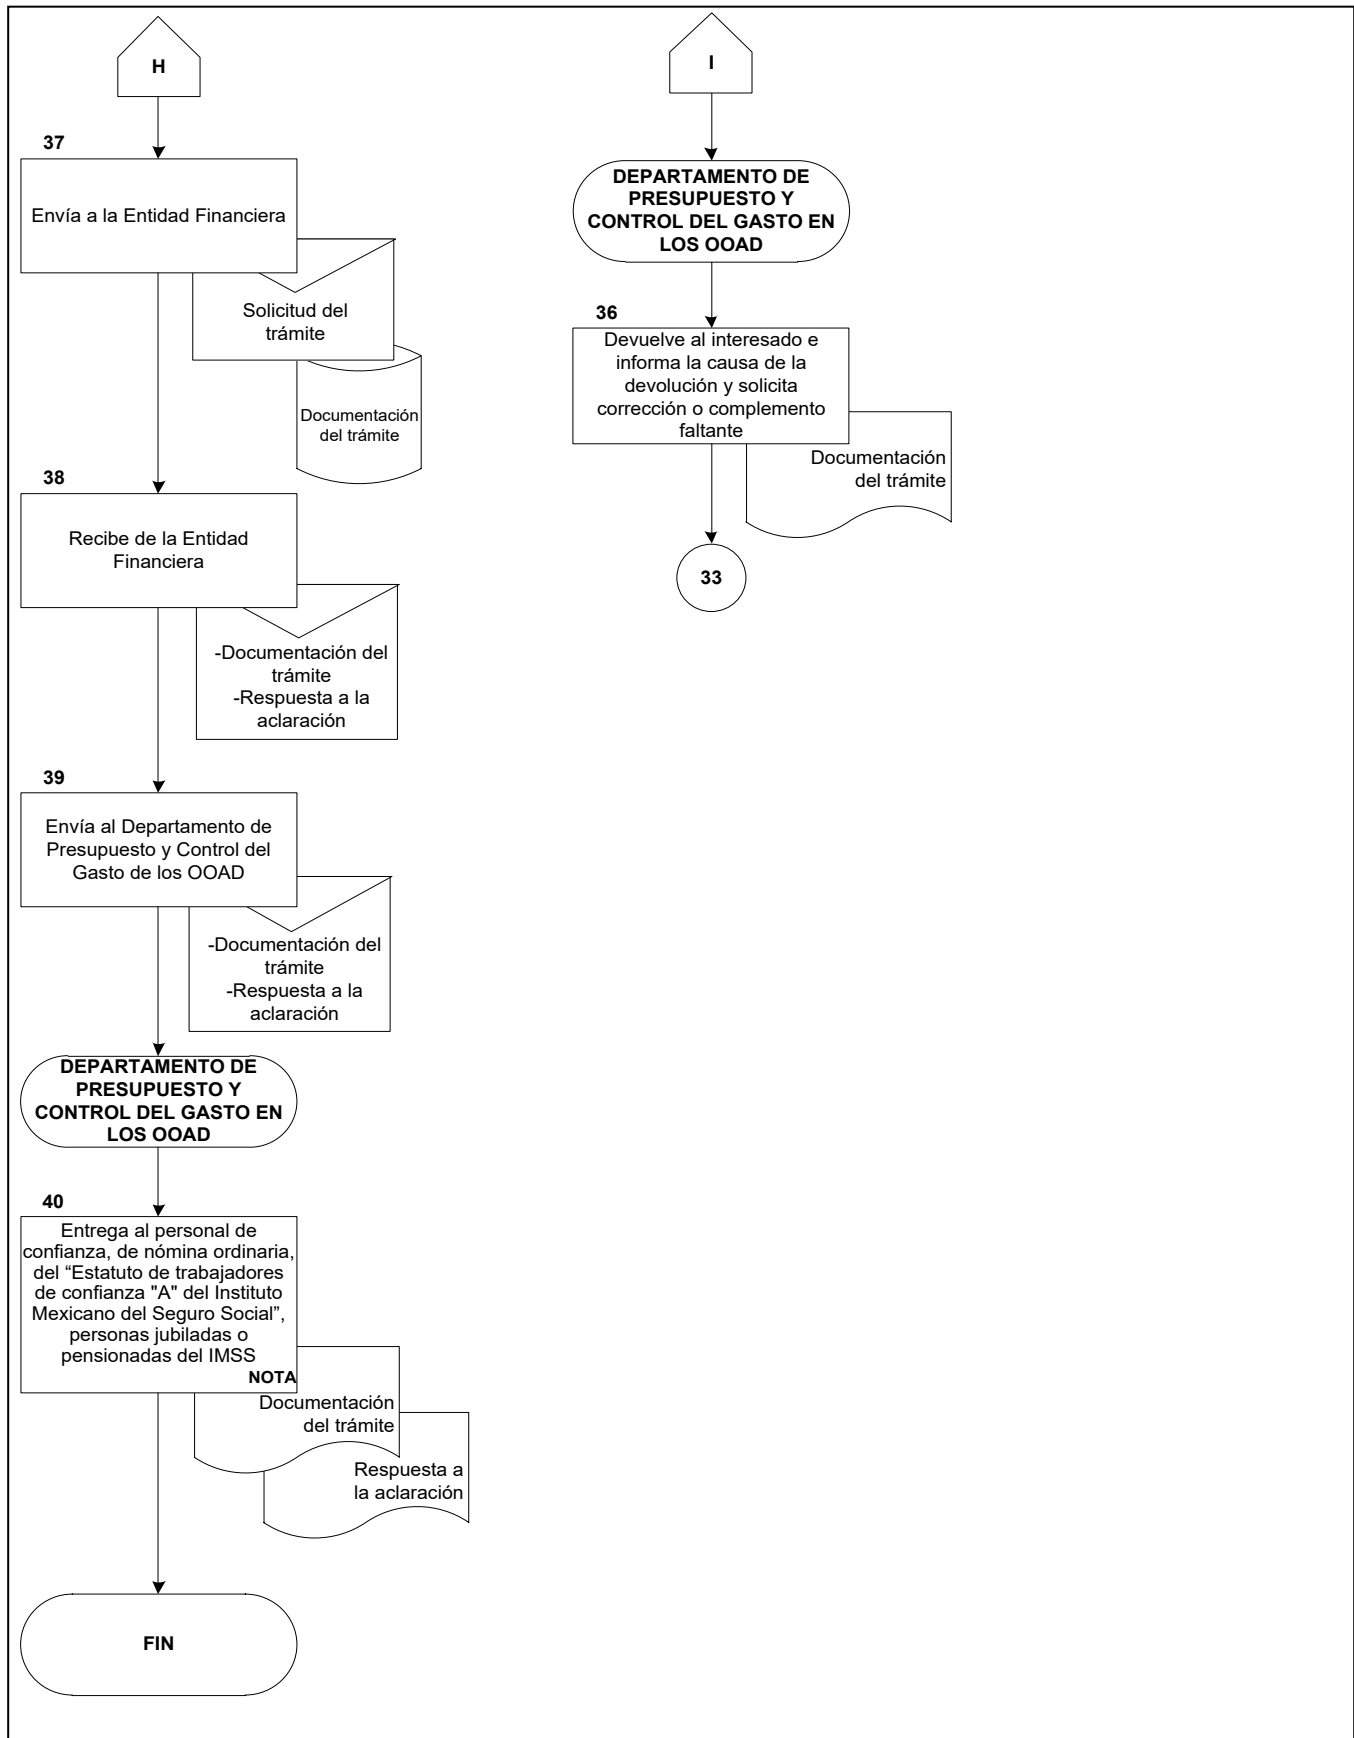 H
37
Envía a la Entidad Financiera
Solicitud del
trámite
Documentación
del trámite
38
Recibe de la Entidad
Financiera
-Documentación del
trámite
-Respuesta a la
aclaración
39
Envía al Departamento de
Presupuesto y Control del
Gasto de los OOAD
-Documentación del
trámite
-Respuesta a la
aclaración
DEPARTAMENTO DE
PRESUPUESTO Y
CONTROL DEL GASTO EN
LOS OOAD
40
Entrega al personal de
confianza, de nómina ordinaria,
del “Estatuto de trabajadores
de confianza "A" del Instituto
Mexicano del Seguro Social”,
personas jubiladas o
pensionadas del IMSS
NOTA
Documentación
del trámite
Respuesta a
la aclaración
FIN
I
DEPARTAMENTO DE
PRESUPUESTO Y
CONTROL DEL GASTO EN
LOS OOAD
36
Devuelve al interesado e
informa la causa de la
devolución y solicita
corrección o complemento
faltante
Documentación
del trámite
33